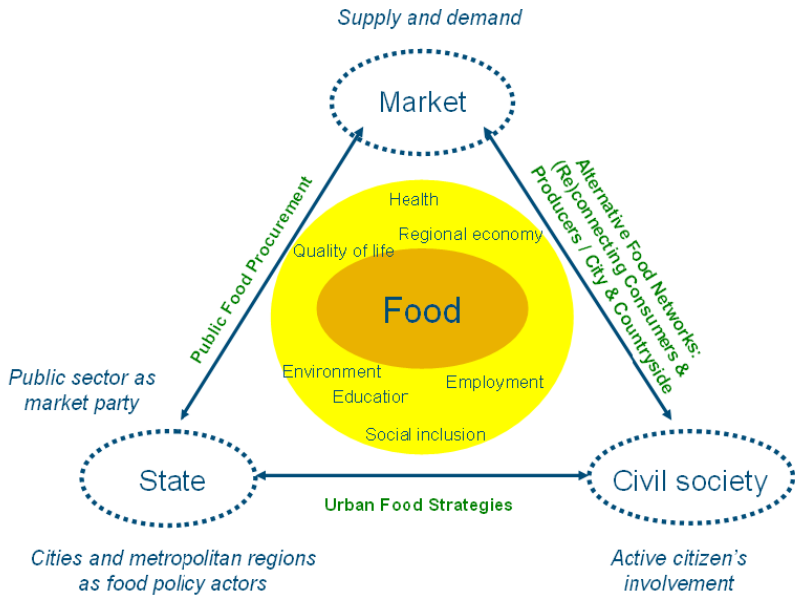 Supply and demand
Market
Public Food Procurement
Alternative Food Networks:
(Re)connecting Consumers &
Producers / City & Countryside
Health
Regional economy
Quality of life
Food
Environment
Employment
Education
Social inclusion
Public sector as
market party
State
Civil society
Urban Food Strategies
Cities and metropolitan regions
as food policy actors
Active citizen's
involvement